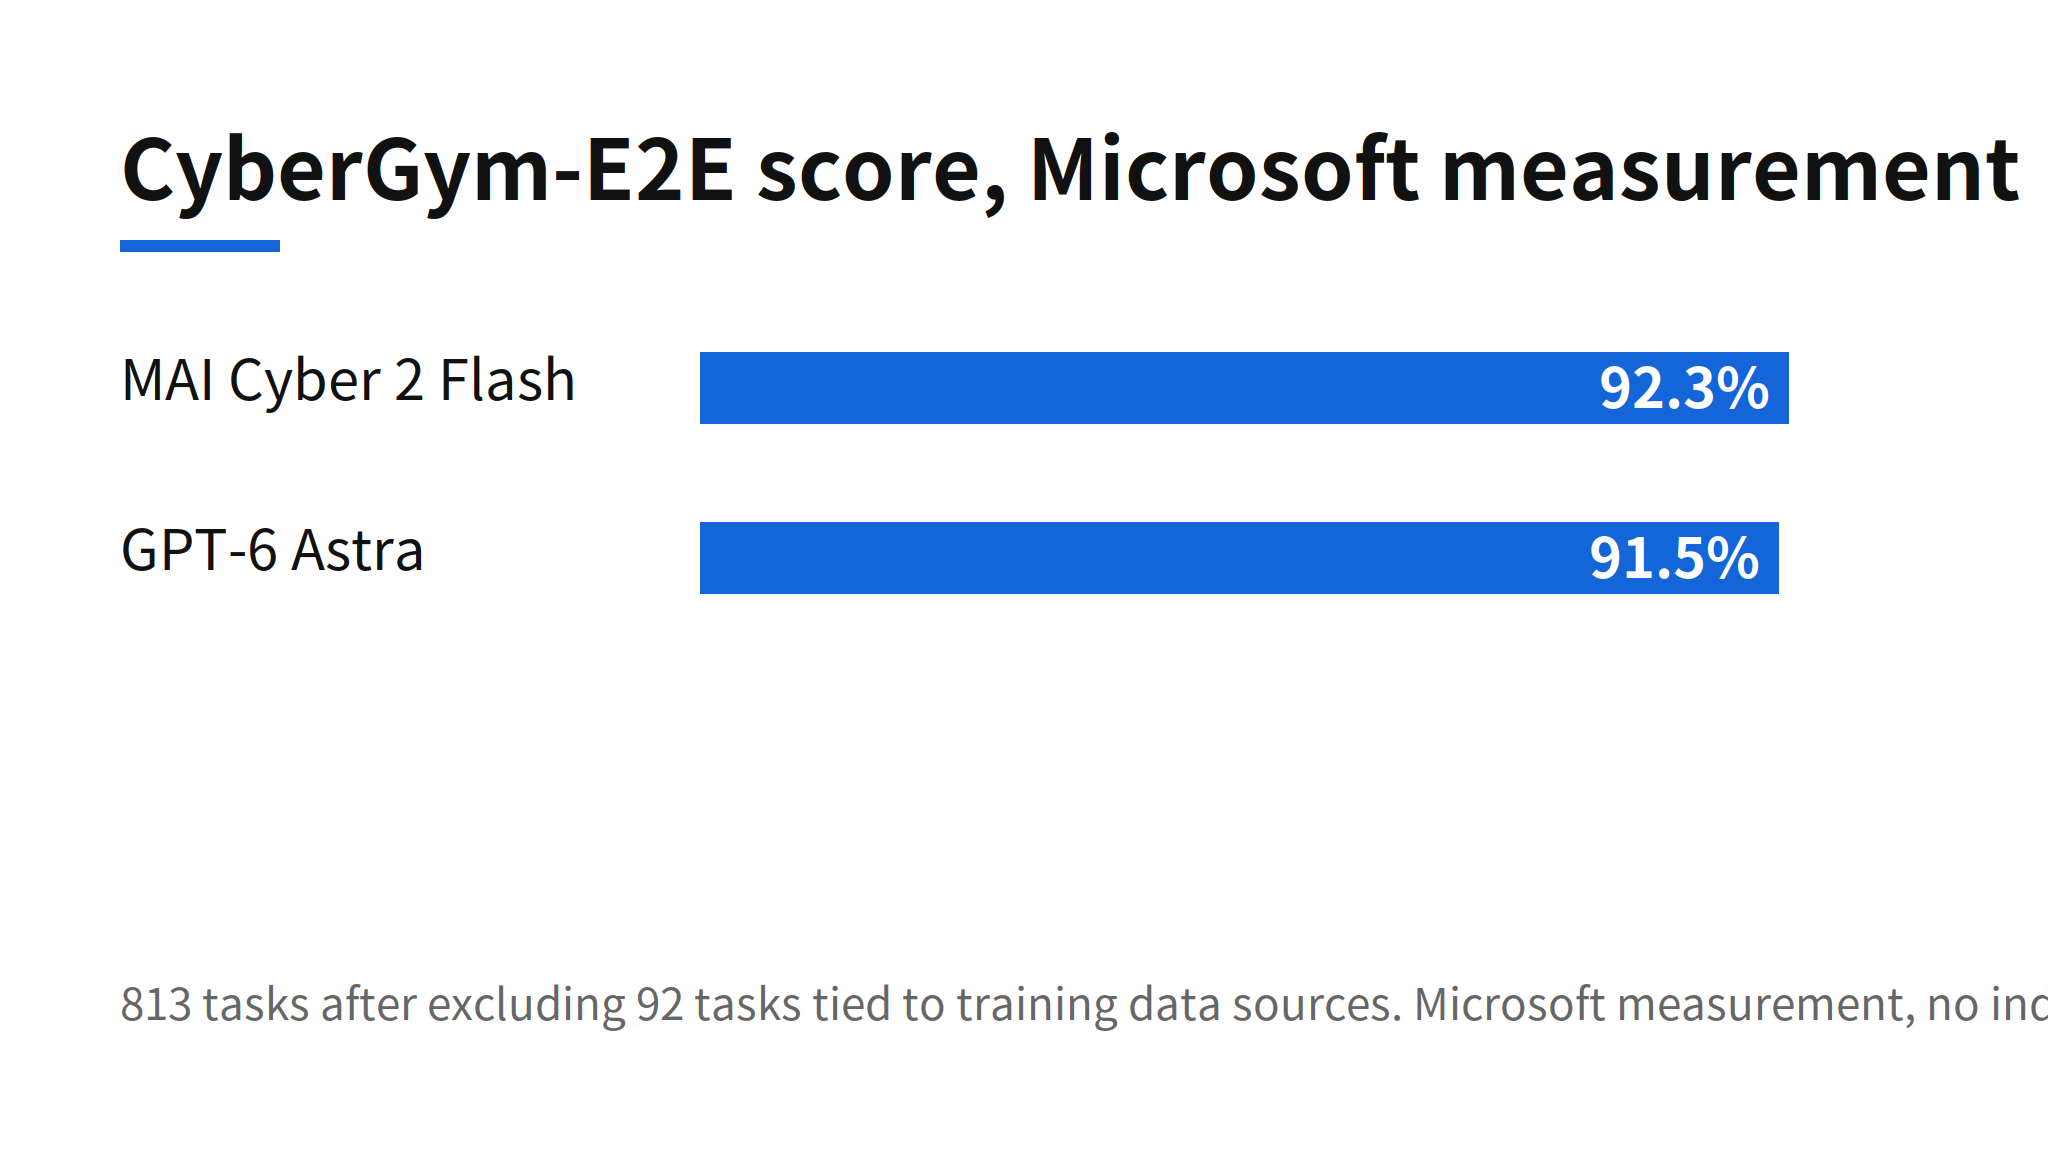 CyberGym-E2E score, Microsoft measurement
MAI Cyber 2 Flash
92.3%
GPT-6 Astra
91.5%
813 tasks after excluding 92 tasks tied to training data sources. Microsoft measurement, no